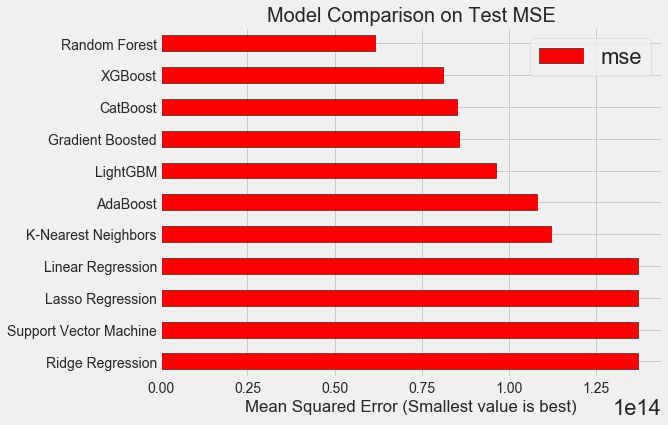 Model Comparison on Test MSE
mse
Random Forest
XGBoost
CatBoost
Gradient Boosted
LightGBM
AdaBoost
K-Nearest Neighbors
Linear Regression
Lasso Regression
Support Vector Machine
Ridge Regression
0.00 0.25 0.50 0.75 1.00 1.25
Mean Squared Error (Smallest value is best)
1e14